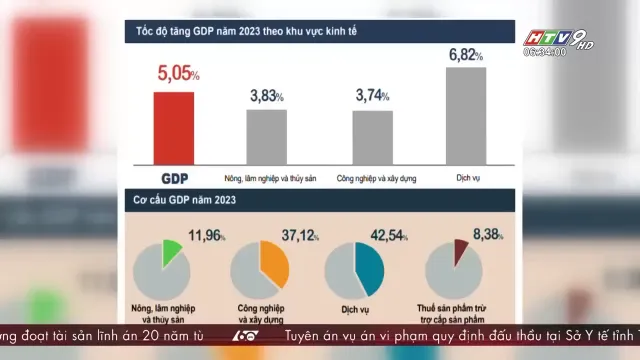 Tốc độ tăng GDP năm 2023 theo khu vực kinh tế
HTV9 HD
06:34:00
5,05%
3,83%
3,74%
6,82%
GDP
Nông, lâm nghiệp và thủy sản
Công nghiệp và xây dựng
Dịch vụ
Cơ cấu GDP năm 2023
11,96%
37,12%
42,54%
8,38%
Nông, lâm nghiệp
và thủy sản
Công nghiệp
và xây dựng
Dịch vụ
Thuế sản phẩm trừ
trợ cấp sản phẩm
đoạt tài sản lĩnh án 20 năm tù
Tuyên án vụ án vi phạm quy định đấu thầu tại Sở Y tế tỉnh